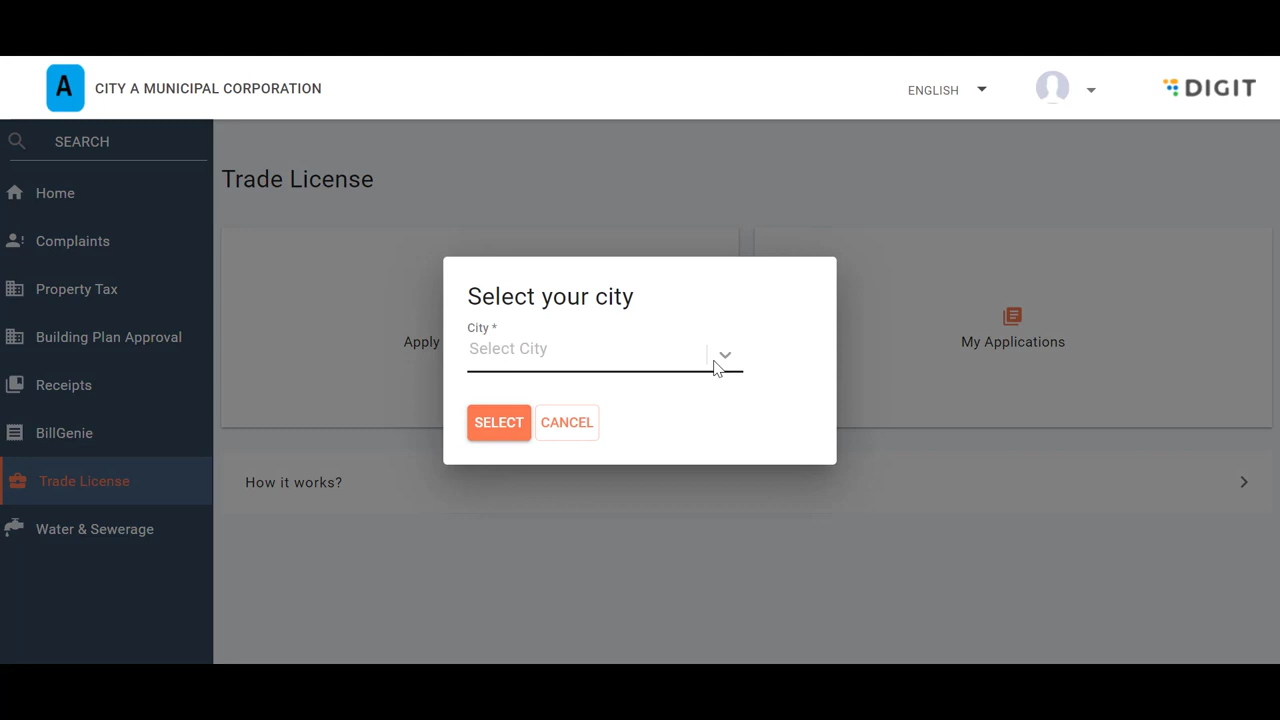 A CITY A MUNICIPAL CORPORATION
ENGLISH
DIGIT
SEARCH
Home
Complaints
Property Tax
Building Plan Approval
Receipts
BillGenie
Trade License
Water & Sewerage
Trade License
Apply
My Applications
Select your city
City *
Select City
SELECT CANCEL
How it works?